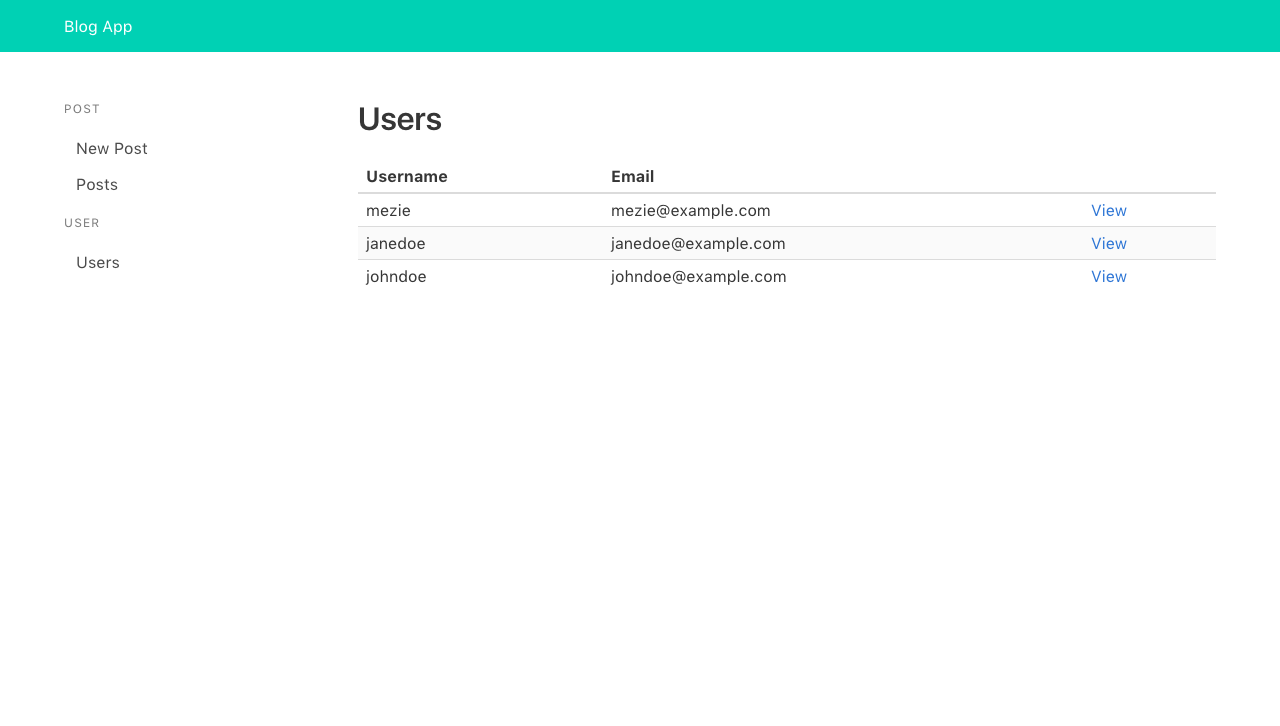 Blog App
POST
New Post
Posts
USER
Users
Users
Username Email
mezie mezie@example.com View
janedoe janedoe@example.com View
johndoe johndoe@example.com View